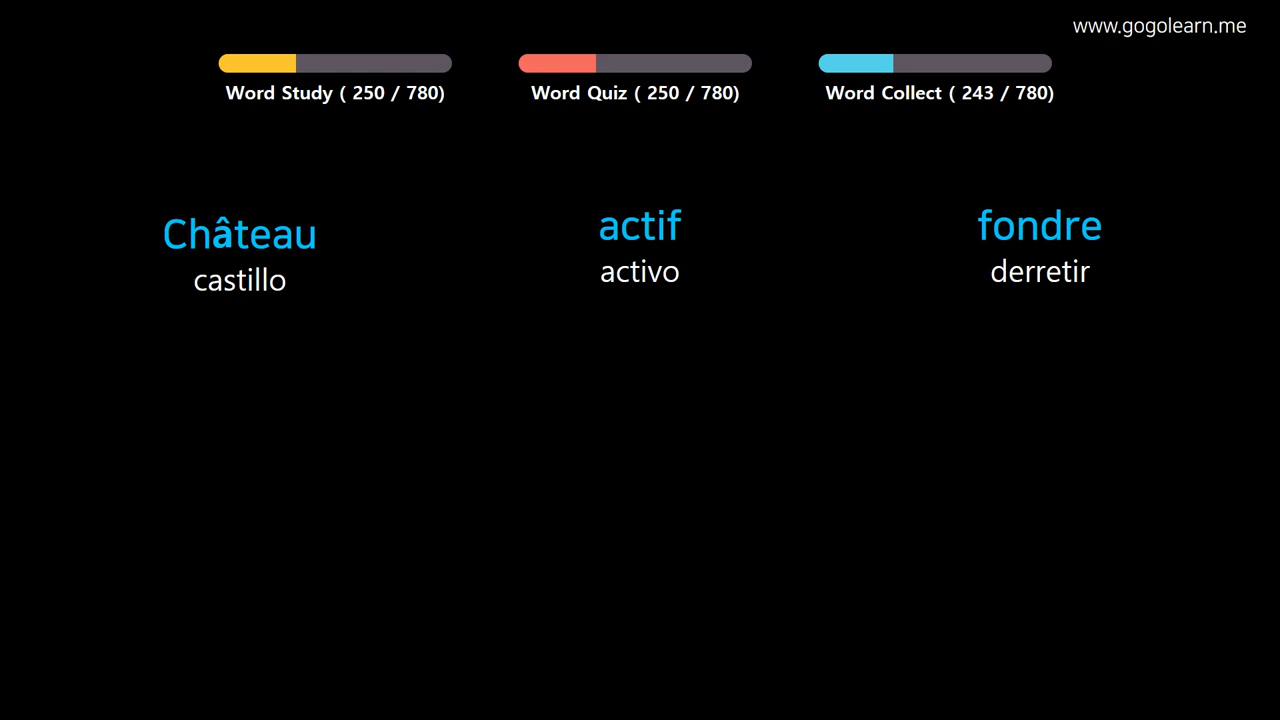 www.gogolearn.me
Word Study ( 250 / 780)
Word Quiz ( 250 / 780)
Word Collect ( 243 / 780)
Château
castillo
actif
activo
fondre
derretir